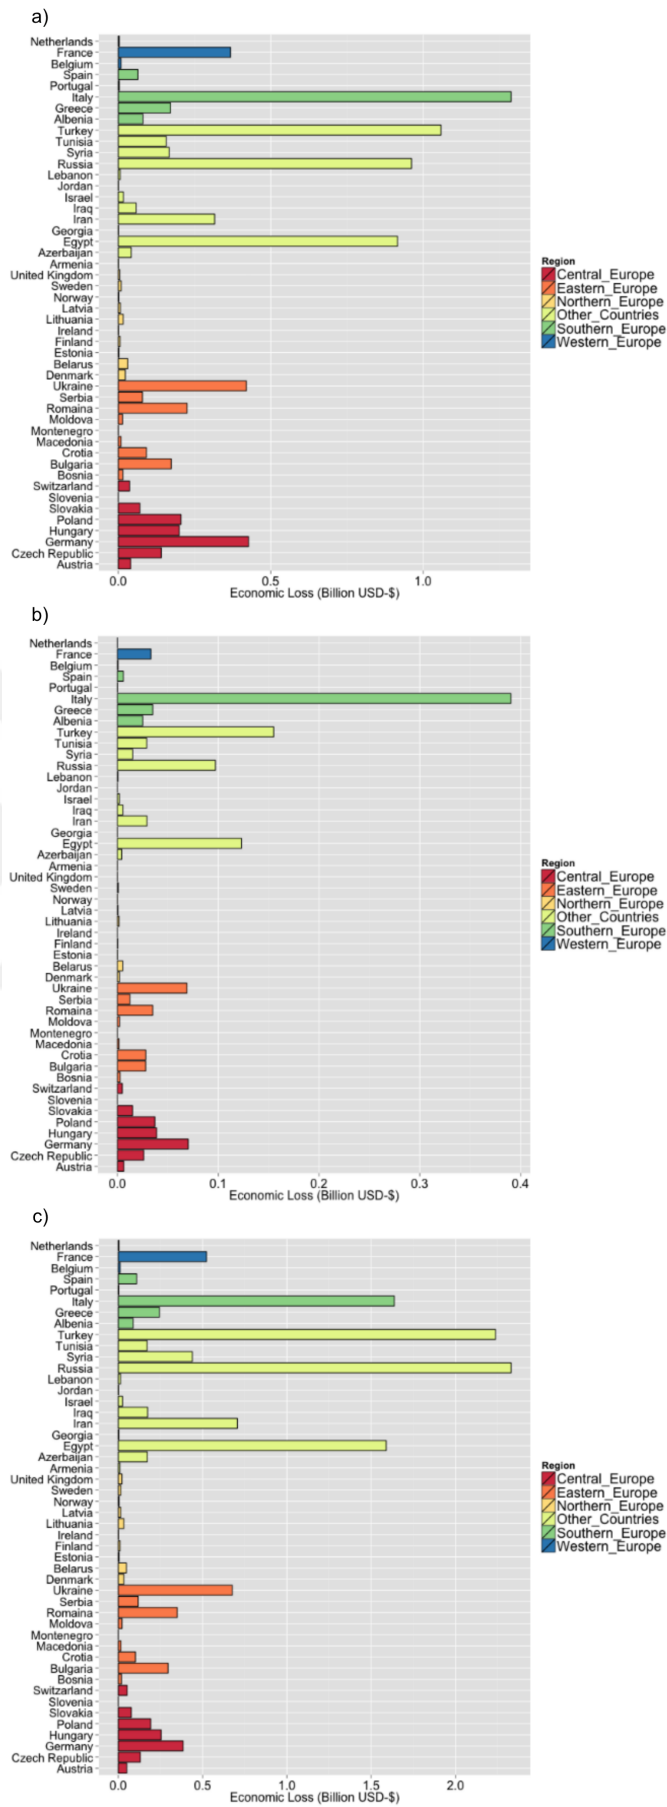 a)
Netherlands
France
Belgium
Spain
Portugal
Italy
Greece
Albenia
Turkey
Tunisia
Syria
Russia
Lebanon
Jordan
Israel
Iraq
Iran
Georgia
Egypt
Azerbaijan
Armenia
United Kingdom
Sweden
Norway
Latvia
Lithuania
Ireland
Finland
Estonia
Belarus
Denmark
Ukraine
Serbia
Romaina
Moldova
Montenegro
Macedonia
Crotia
Bulgaria
Bosnia
Switzarland
Slovenia
Slovakia
Poland
Hungary
Germany
Czech Republic
Austria
0.0 0.5 1.0
Economic Loss (Billion USD-$)
Region
Central_Europe
Eastern_Europe
Northern_Europe
Other_Countries
Southern_Europe
Western_Europe
b)
Netherlands
France
Belgium
Spain
Portugal
Italy
Greece
Albenia
Turkey
Tunisia
Syria
Russia
Lebanon
Jordan
Israel
Iraq
Iran
Georgia
Egypt
Azerbaijan
Armenia
United Kingdom
Sweden
Norway
Latvia
Lithuania
Ireland
Finland
Estonia
Belarus
Denmark
Ukraine
Serbia
Romaina
Moldova
Montenegro
Macedonia
Crotia
Bulgaria
Bosnia
Switzarland
Slovenia
Slovakia
Poland
Hungary
Germany
Czech Republic
Austria
0.0 0.1 0.2 0.3 0.4
Economic Loss (Billion USD-$)
Region
Central_Europe
Eastern_Europe
Northern_Europe
Other_Countries
Southern_Europe
Western_Europe
c)
Netherlands
France
Belgium
Spain
Portugal
Italy
Greece
Albenia
Turkey
Tunisia
Syria
Russia
Lebanon
Jordan
Israel
Iraq
Iran
Georgia
Egypt
Azerbaijan
Armenia
United Kingdom
Sweden
Norway
Latvia
Lithuania
Ireland
Finland
Estonia
Belarus
Denmark
Ukraine
Serbia
Romaina
Moldova
Montenegro
Macedonia
Crotia
Bulgaria
Bosnia
Switzarland
Slovenia
Slovakia
Poland
Hungary
Germany
Czech Republic
Austria
0.0 0.5 1.0 1.5 2.0
Economic Loss (Billion USD-$)
Region
Central_Europe
Eastern_Europe
Northern_Europe
Other_Countries
Southern_Europe
Western_Europe